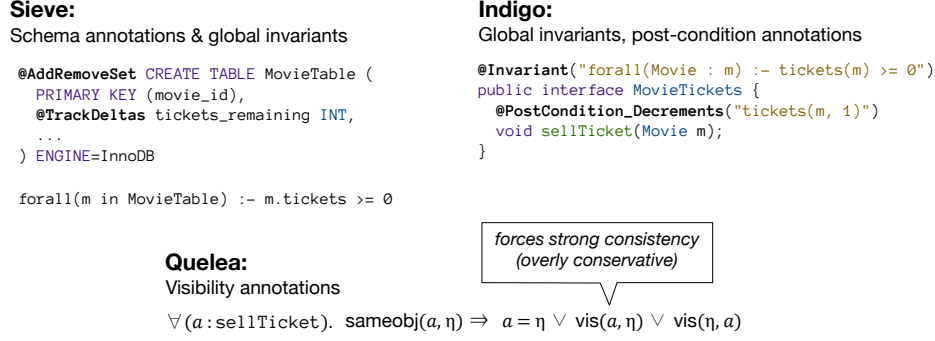 Sieve:
Schema annotations & global invariants
@AddRemoveSet CREATE TABLE MovieTable (
PRIMARY KEY (movie_id),
@TrackDeltas tickets_remaining INT,
...
) ENGINE=InnoDB
forall(m in MovieTable) :- m.tickets >= 0
Indigo:
Global invariants, post-condition annotations
@Invariant("forall(Movie : m) :- tickets(m) >= 0")
public interface MovieTickets {
@PostCondition_Decrements("tickets(m, 1)")
void sellTicket(Movie m);
}
forces strong consistency
(overly conservative)
Quelea:
Visibility annotations
∀(a:sellTicket). sameobj(a, η) ⇒ a = η ∨ vis(a, η) ∨ vis(η, a)